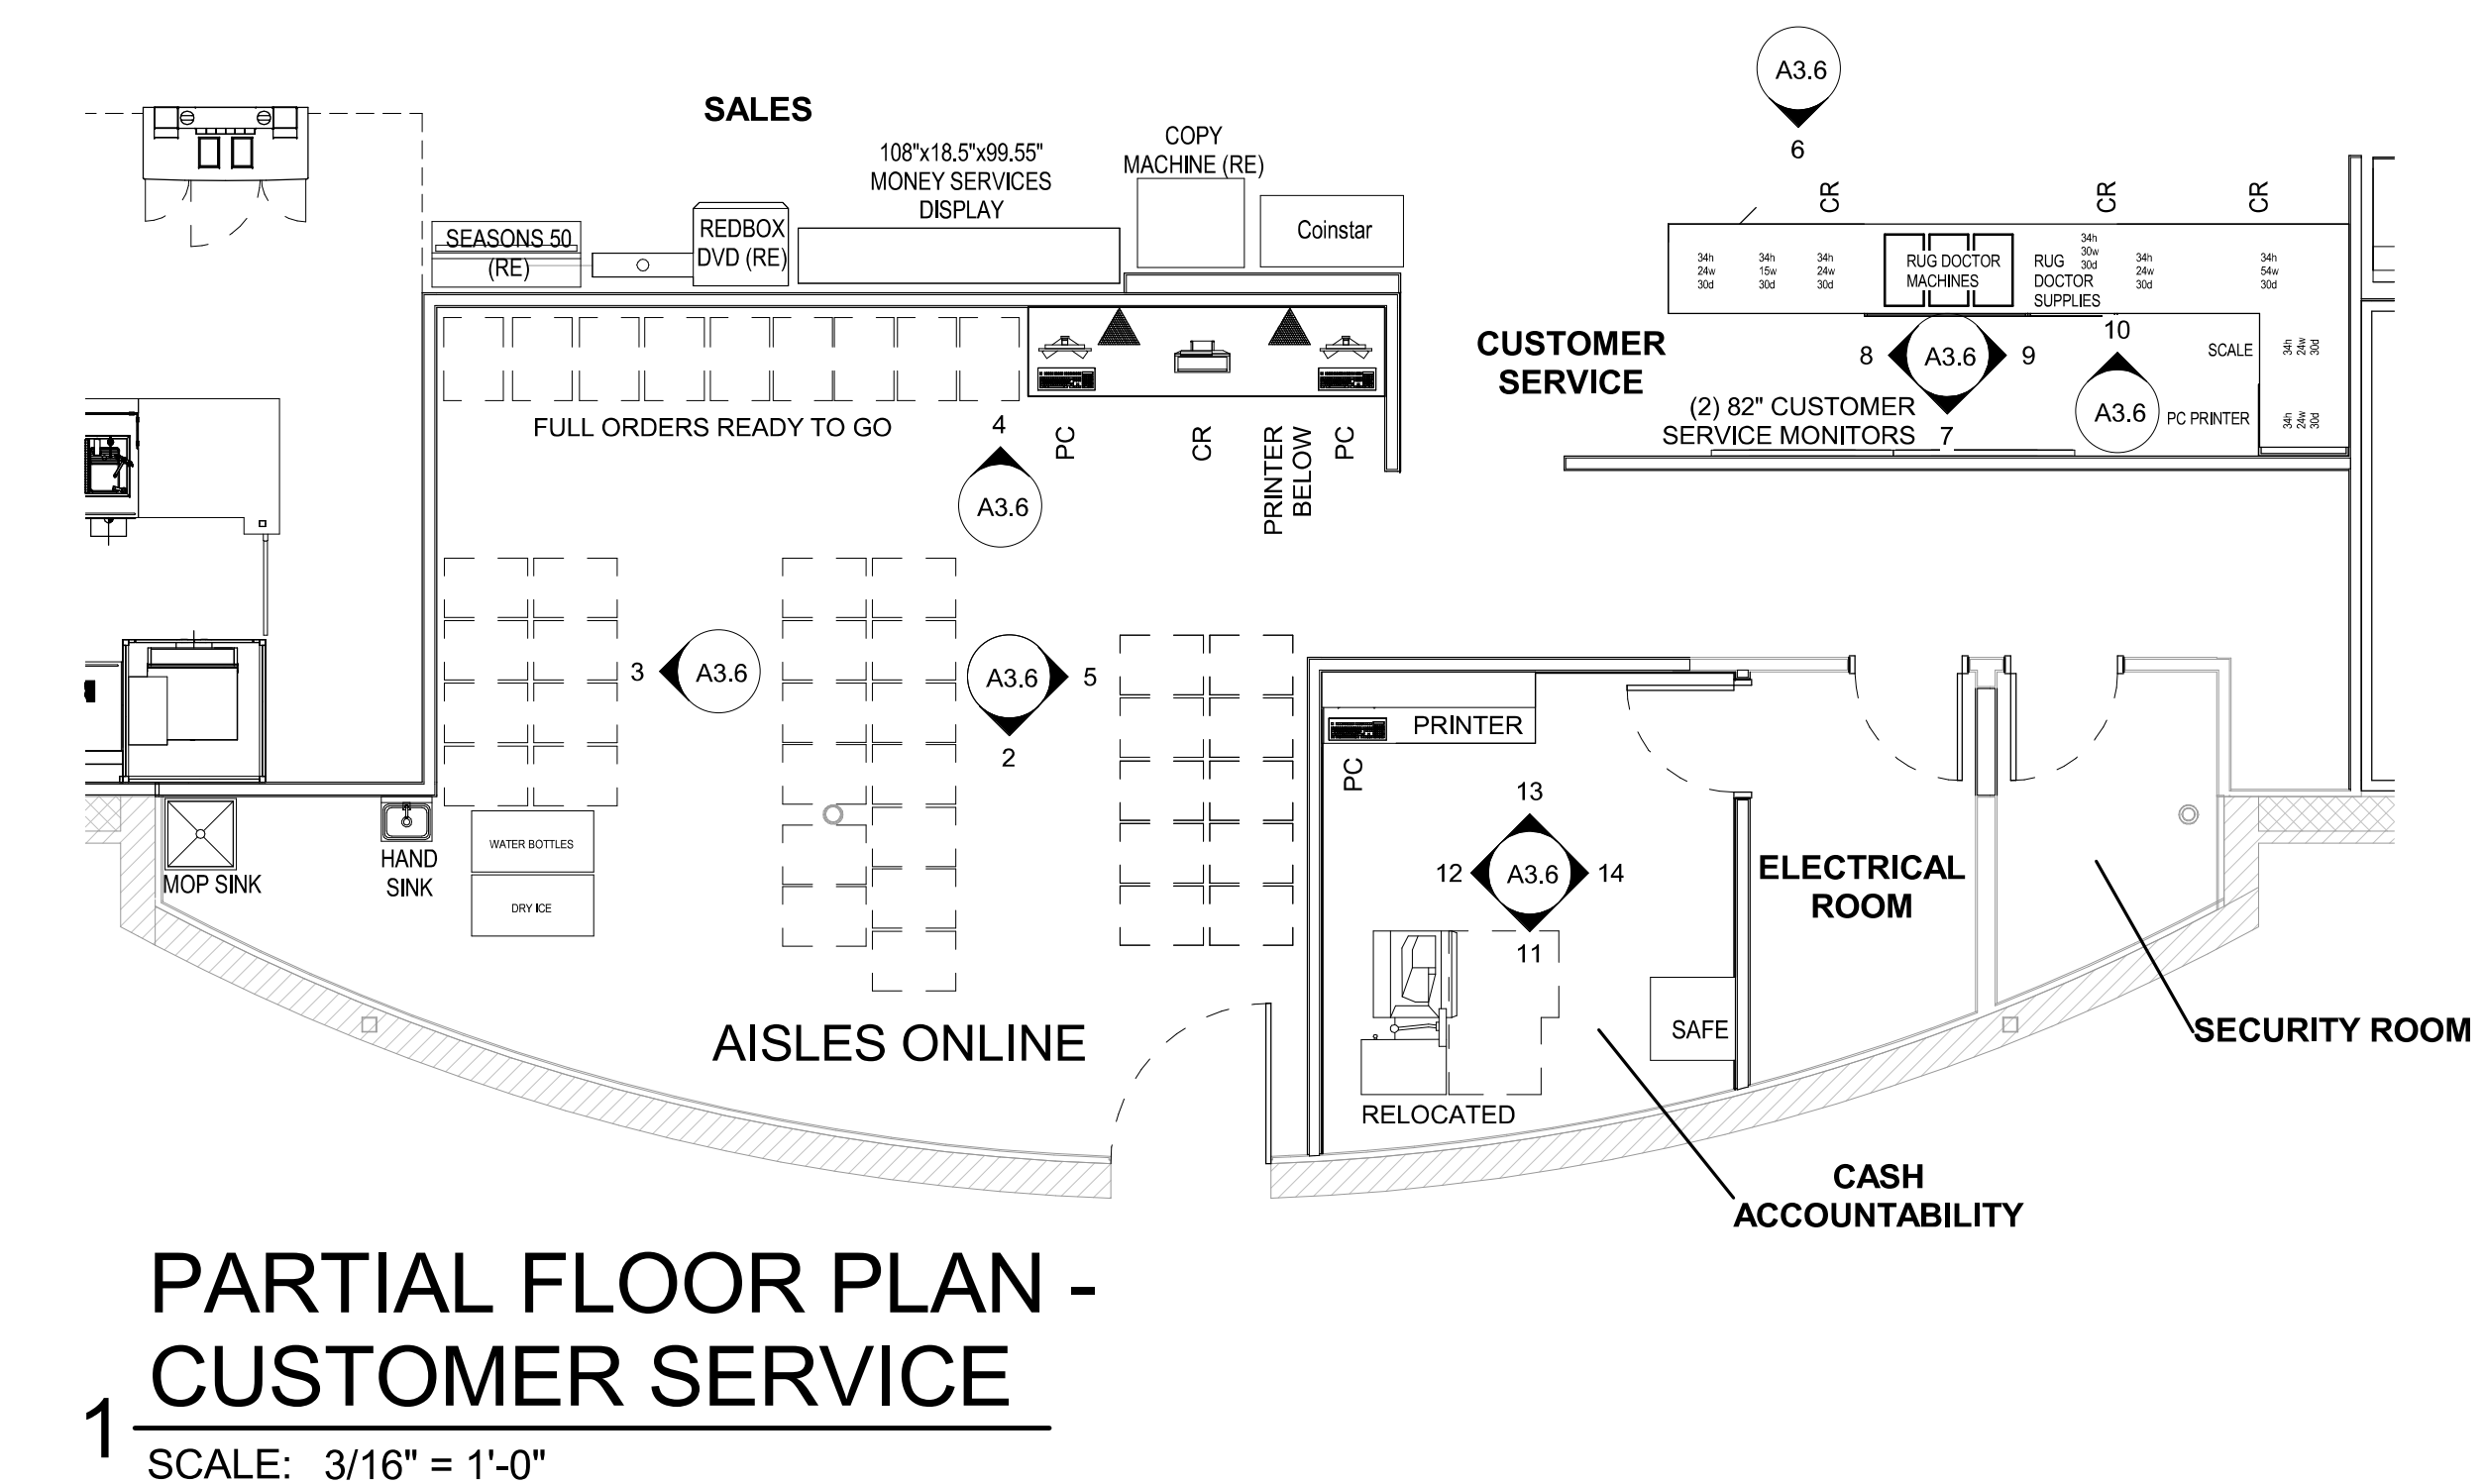 A3.6
6
SALES
COPY
MACHINE (RE)
108"x18.5"x99.55"
MONEY SERVICES
DISPLAY
SEASONS 50
(RE)
REDBOX
DVD (RE)
Coinstar
CR
CR
CR
34h
24w
30d
34h
15w
30d
34h
24w
30d
RUG DOCTOR
MACHINES
34h
30w
30d
RUG
DOCTOR
SUPPLIES
34h
24w
30d
34h
54w
30d
CUSTOMER
SERVICE
8
A3.6
9
10
A3.6
SCALE
34h
24w
30d
(2) 82" CUSTOMER
SERVICE MONITORS
7
PC PRINTER
34h
24w
30d
FULL ORDERS READY TO GO
4
A3.6
PC
CR
PRINTER
BELOW
PC
3
A3.6
A3.6
5
2
PRINTER
PC
13
12
A3.6
14
11
ELECTRICAL
ROOM
MOP SINK
HAND
SINK
WATER BOTTLES
DRY ICE
AISLES ONLINE
SAFE
RELOCATED
SECURITY ROOM
CASH
ACCOUNTABILITY
PARTIAL FLOOR PLAN -
CUSTOMER SERVICE
1
SCALE: 3/16" = 1'-0"